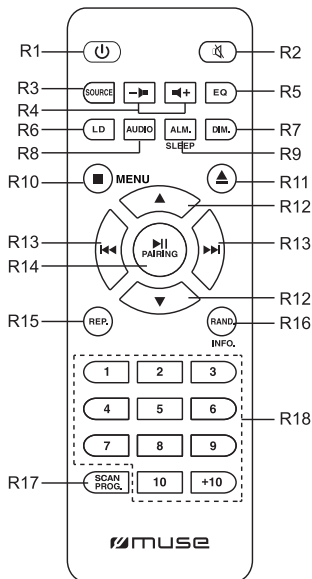 R1
R2
R3
SOURCE
EQ
R5
R4
R6
LD
AUDIO
ALM.
DIM.
R7
R8
SLEEP
R9
R10
MENU
R11
R12
R13
R13
R14
PAIRING
R12
R15
REP.
RAND.
R16
INFO.
1
2
3
4
5
6
R18
7
8
9
R17
SCAN
PROG.
10
+10
muse